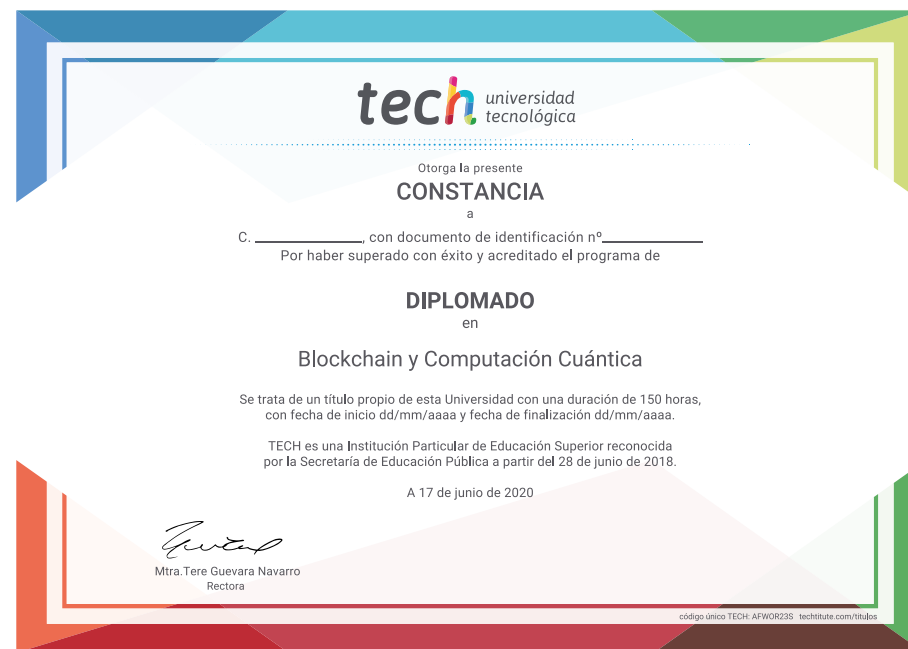 tech universidad
tecnológica
Otorga la presente
CONSTANCIA
a
C. ____________, con documento de identificación nº____________
Por haber superado con éxito y acreditado el programa de
DIPLOMADO
en
Blockchain y Computación Cuántica
Se trata de un título propio de esta Universidad con una duración de 150 horas,
con fecha de inicio dd/mm/aaaa y fecha de finalización dd/mm/aaaa.
TECH es una Institución Particular de Educación Superior reconocida
por la Secretaría de Educación Pública a partir del 28 de junio de 2018.
A 17 de junio de 2020
Mtra.Tere Guevara Navarro
Rectora
código único TECH: AFWOR23S techtitute.com/titulos